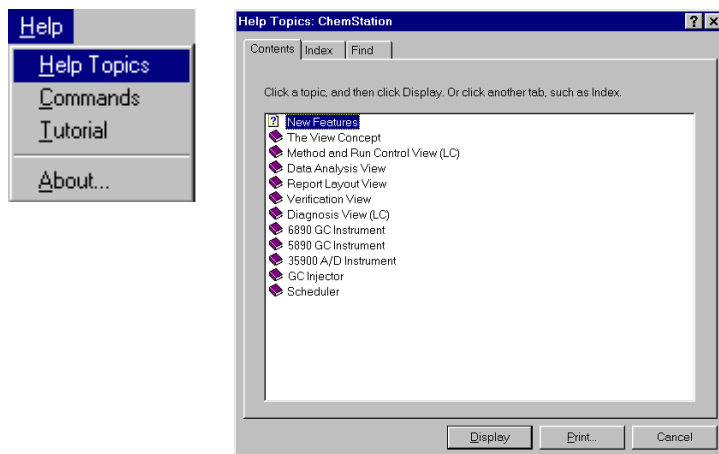 Help
Help Topics
Commands
Tutorial
About...
Help Topics: ChemStation
Contents Index Find
Click a topic, and then click Display. Or click another tab, such as Index.
New Features
The View Concept
Method and Run Control View (LC)
Data Analysis View
Report Layout View
Verification View
Diagnosis View (LC)
6890 GC Instrument
5890 GC Instrument
35900 A/D Instrument
GC Injector
Scheduler
Display Print... Cancel